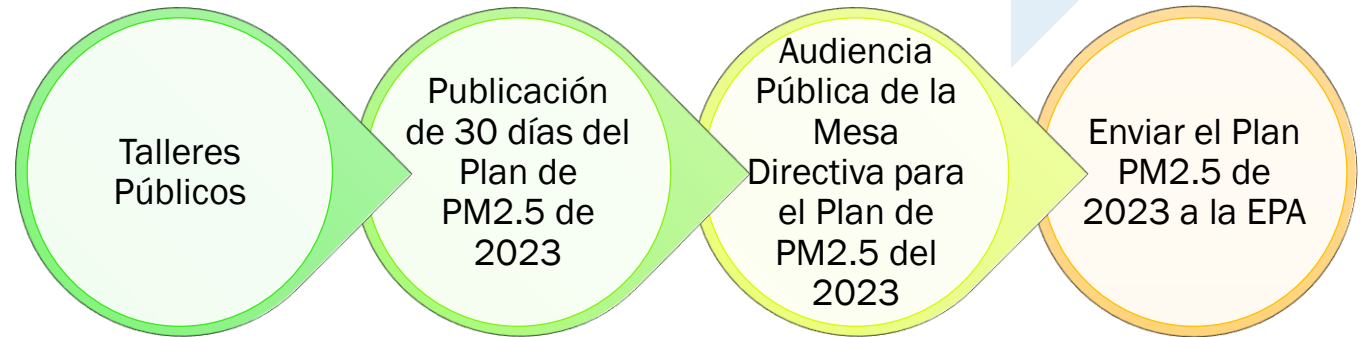 Talleres
Públicos
Publicación
de 30 días del
Plan de
PM2.5 de
2023
Audiencia
Pública de la
Mesa
Directiva para
el Plan de
PM2.5 del
2023
Enviar el Plan
PM2.5 de
2023 a la EPA